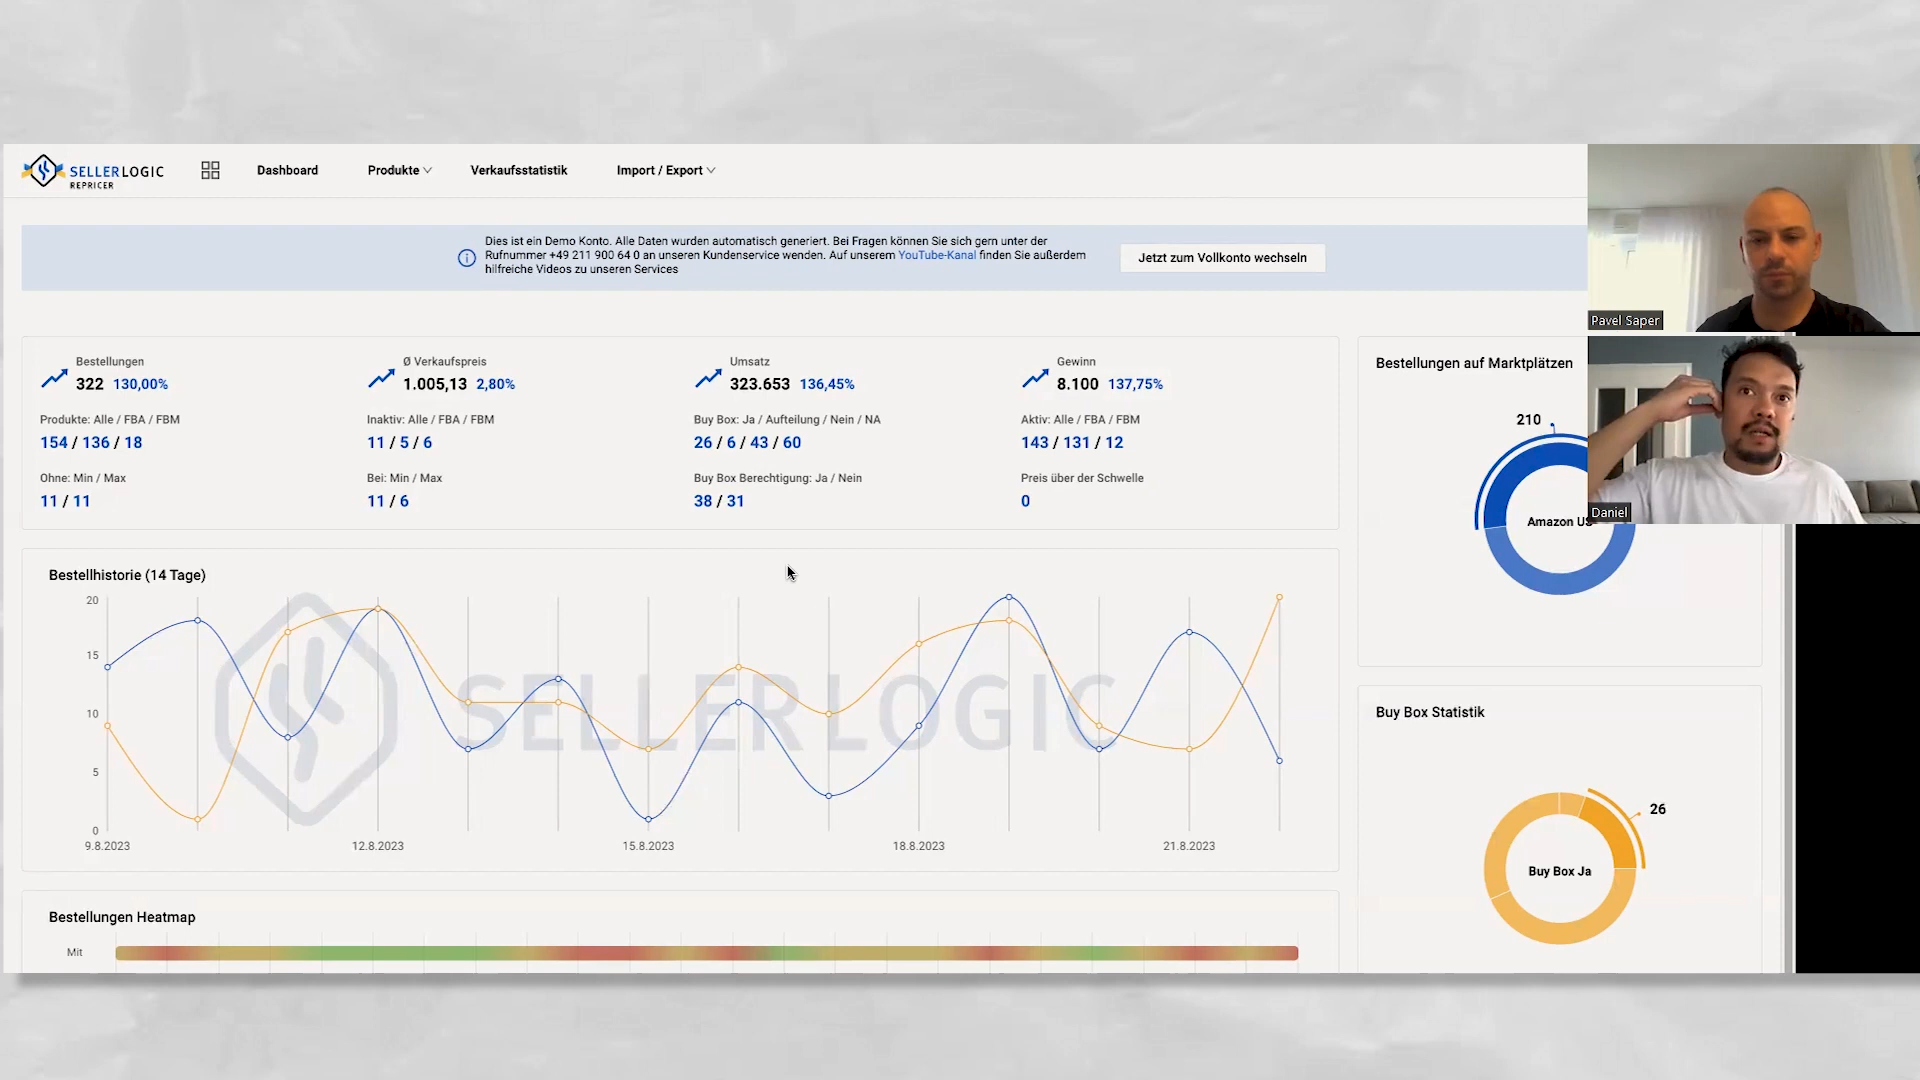 SELLERLOGIC
REPRICER
Dashboard
Produkte
Verkaufsstatistik
Import / Export
Dies ist ein Demo Konto. Alle Daten wurden automatisch generiert. Bei Fragen können Sie sich gern unter der
Rufnummer +49 211 900 64 0 an unseren Kundenservice wenden. Auf unserem YouTube-Kanal finden Sie außerdem
hilfreiche Videos zu unseren Services
Jetzt zum Vollkonto wechseln
Pavel Saper
Daniel
Bestellungen
322 130,00%
Ø Verkaufspreis
1.005,13 2,80%
Umsatz
323.653 136,45%
Gewinn
8.100 137,75%
Produkte: Alle / FBA / FBM
154 / 136 / 18
Inaktiv: Alle / FBA / FBM
11 / 5 / 6
Buy Box: Ja / Aufteilung / Nein / NA
26 / 6 / 43 / 60
Aktiv: Alle / FBA / FBM
143 / 131 / 12
Ohne: Min / Max
11 / 11
Bei: Min / Max
11 / 6
Buy Box Berechtigung: Ja / Nein
38 / 31
Preis über der Schwelle
0
Bestellungen auf Marktplätzen
210
Amazon US
Bestellhistorie (14 Tage)
20
15
10
5
0
SELLERLOGIC
9.8.2023
12.8.2023
15.8.2023
18.8.2023
21.8.2023
Buy Box Statistik
26
Buy Box Ja
Bestellungen Heatmap
Mit